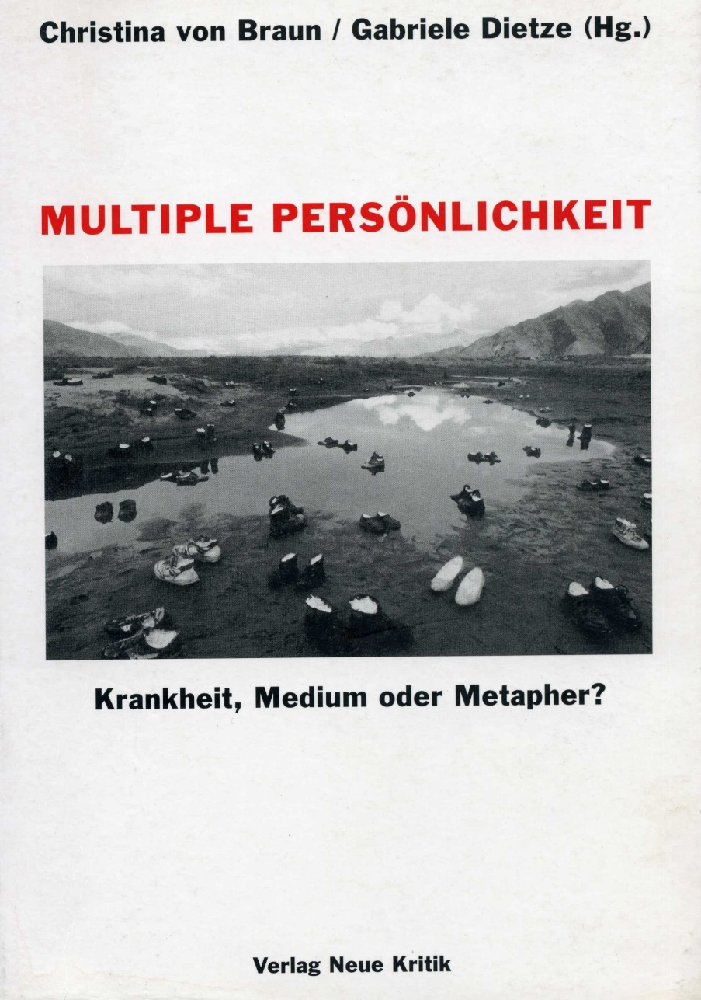 Christina von Braun / Gabriele Dietze (Hg.)
MULTIPLE PERSÖNLICHKEIT
Krankheit, Medium oder Metapher?
Verlag Neue Kritik